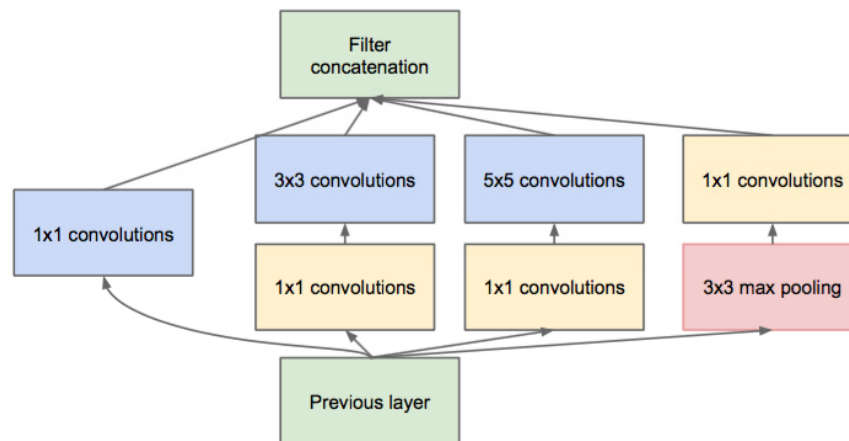 Filter
concatenation
3x3 convolutions
5x5 convolutions
1x1 convolutions
1x1 convolutions
1x1 convolutions
1x1 convolutions
3x3 max pooling
Previous layer